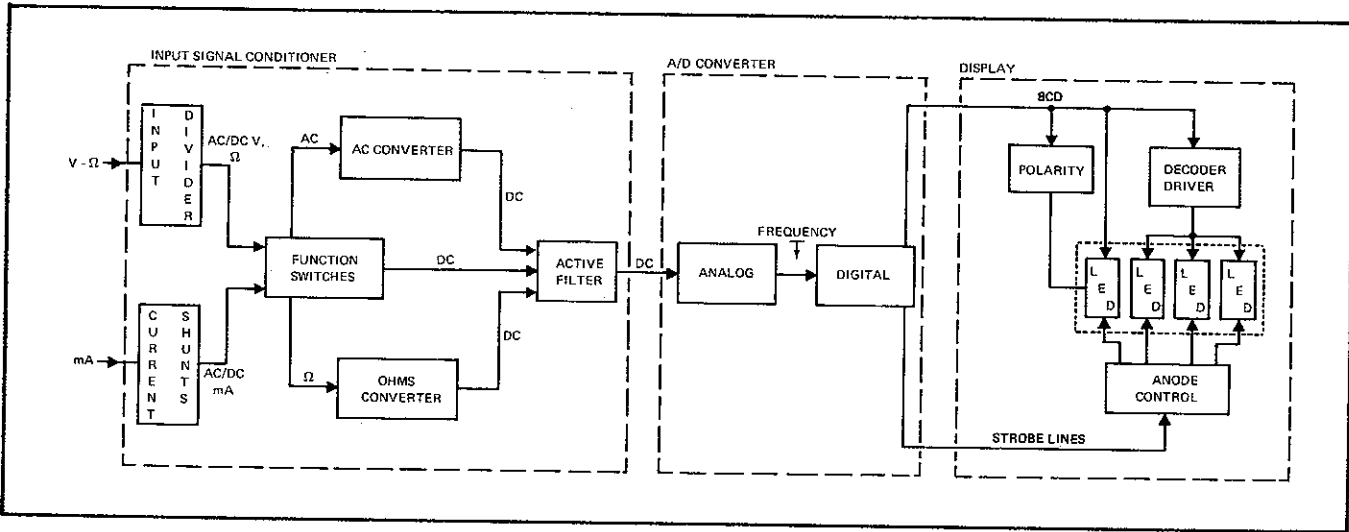 INPUT SIGNAL CONDITIONER
V - Ω
INPUT
DIVIDER
AC/DC V,
Ω
mA
CURRENT
SHUNTS
AC/DC
mA
FUNCTION
SWITCHES
AC
AC CONVERTER
DC
DC
Ω
OHMS
CONVERTER
DC
ACTIVE
FILTER
DC
A/D CONVERTER
ANALOG
FREQUENCY
DIGITAL
DISPLAY
BCD
POLARITY
DECODER
DRIVER
LED
LED
LED
LED
ANODE
CONTROL
STROBE LINES